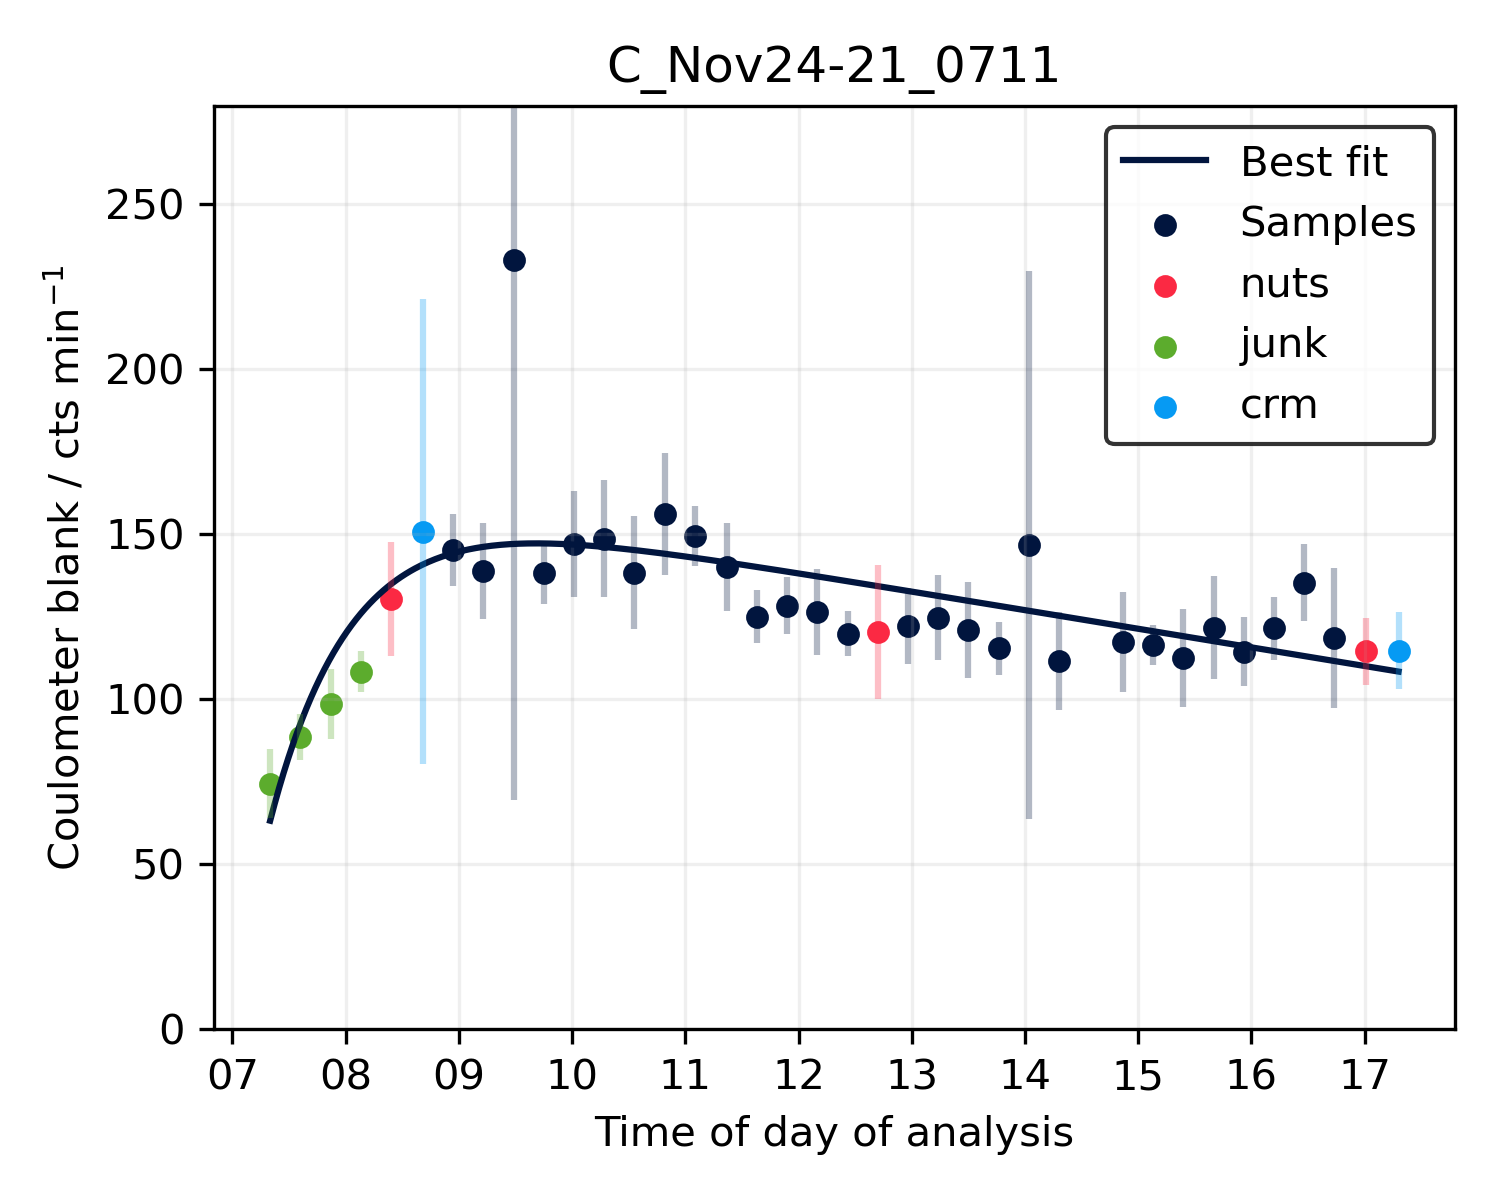 C_Nov24-21_0711
Best fit
Samples
nuts
junk
crm
250
200
150
100
50
0
Coulometer blank / cts min⁻¹
07 08 09 10 11 12 13 14 15 16 17
Time of day of analysis